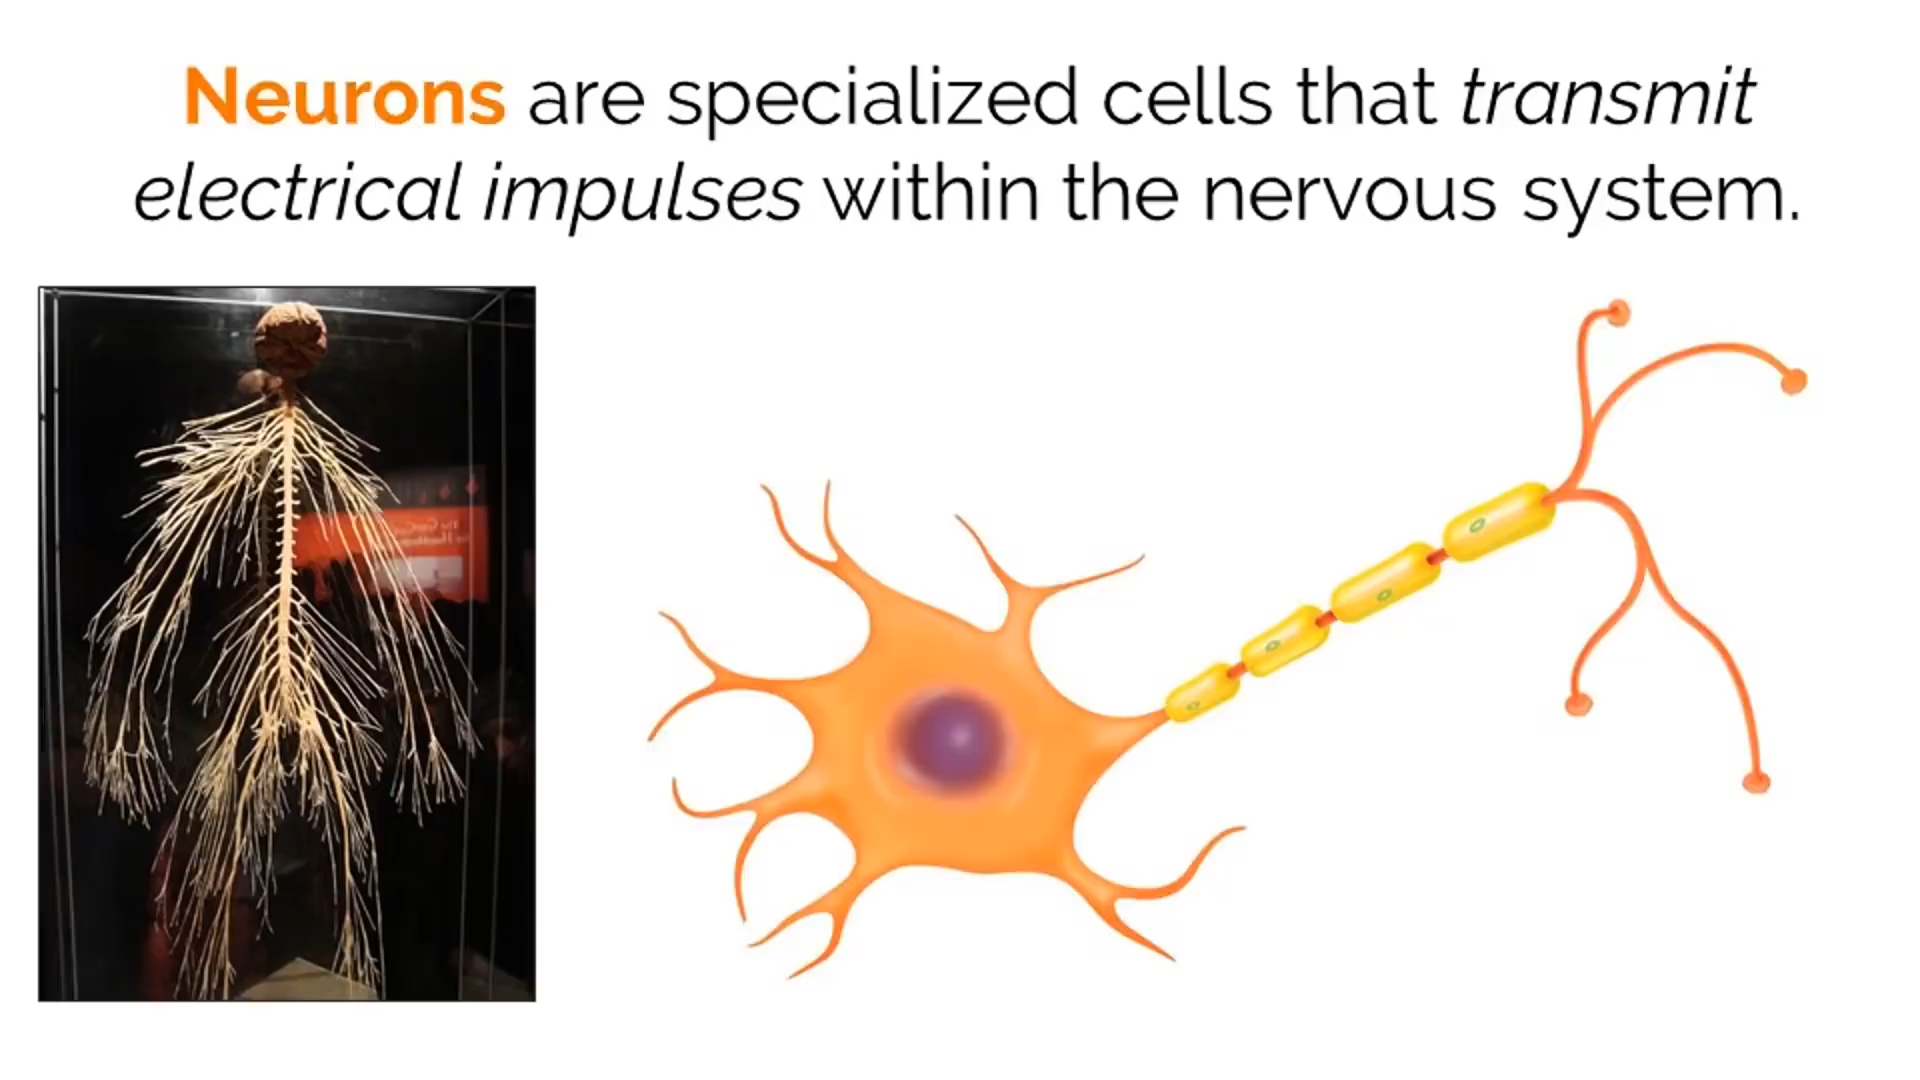 Neurons are specialized cells that transmit
electrical impulses within the nervous system.